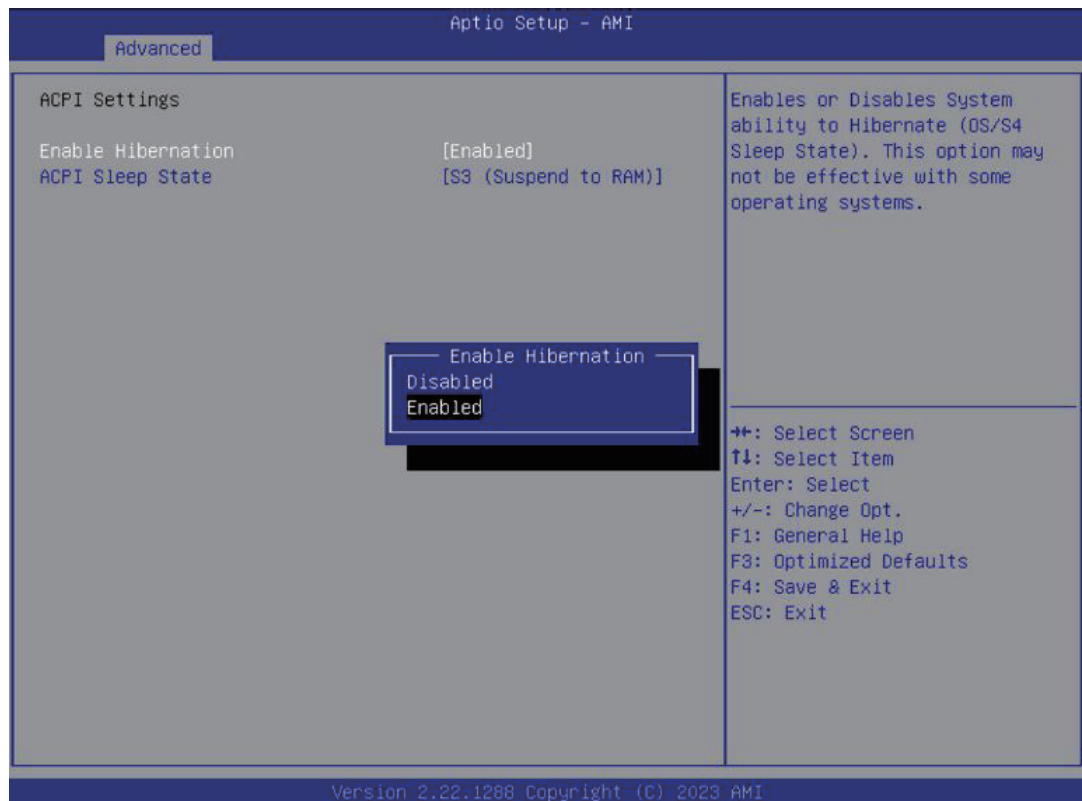 Aptio Setup - AMI
Advanced
ACPI Settings
Enable Hibernation [Enabled]
ACPI Sleep State [S3 (Suspend to RAM)]
Enable Hibernation
Disabled
Enabled
Enables or Disables System
ability to Hibernate (OS/S4
Sleep State). This option may
not be effective with some
operating systems.
→←: Select Screen
↑↓: Select Item
Enter: Select
+/-: Change Opt.
F1: General Help
F3: Optimized Defaults
F4: Save & Exit
ESC: Exit
Version 2.22.1288 Copyright (C) 2023 AMI